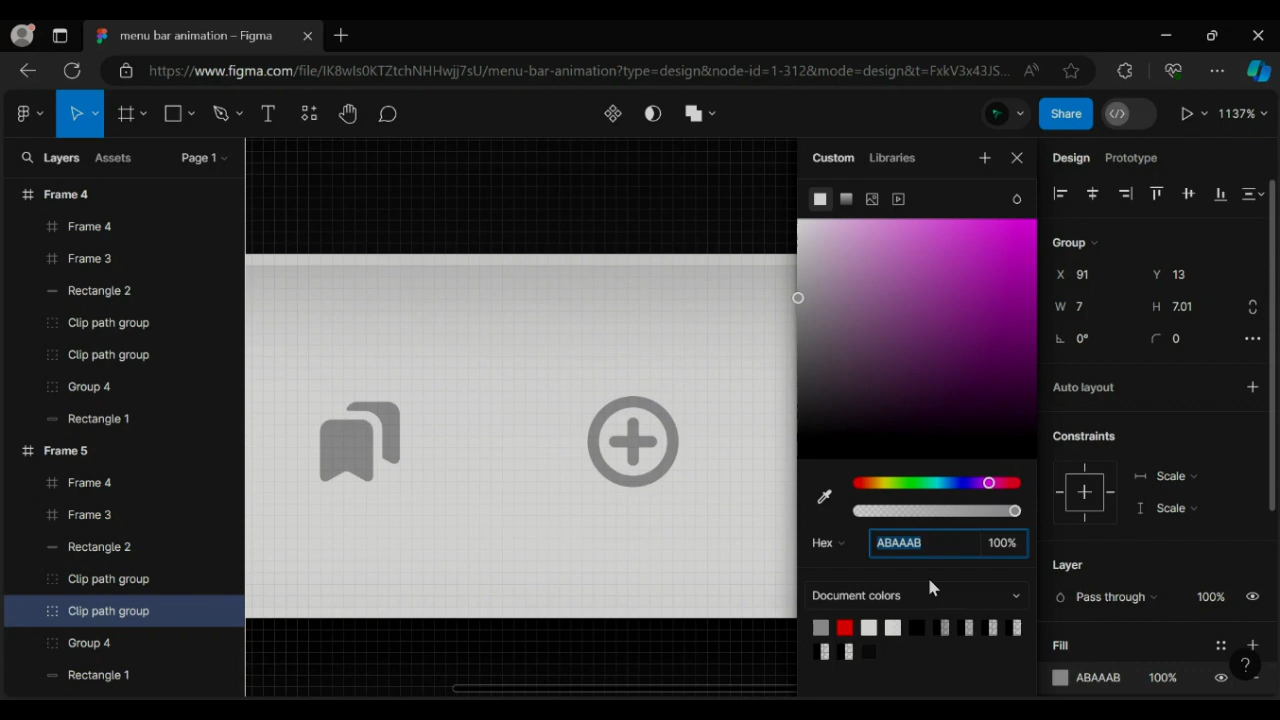 menu bar animation – Figma
https://www.figma.com/file/IK8wIs0KTZtchNHHwjj7sU/menu-bar-animation?type=design&node-id=1-312&mode=design&t=FxkV3x43JS...
Share
1137%
Layers Assets Page 1
Frame 4
Frame 4
Frame 3
Rectangle 2
Clip path group
Clip path group
Group 4
Rectangle 1
Frame 5
Frame 4
Frame 3
Rectangle 2
Clip path group
Clip path group
Group 4
Rectangle 1
Custom Libraries
Hex ABAAAB 100%
Document colors
Design Prototype
Group
X 91 Y 13
W 7 H 7.01
0° 0
Auto layout
Constraints
Scale
Scale
Layer
Pass through 100%
Fill
ABAAAB 100%
?